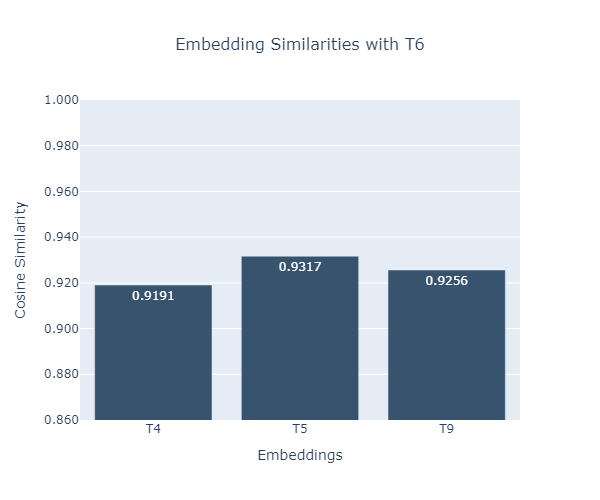 Embedding Similarities with T6
1.000
0.980
0.960
0.940
0.920
0.900
0.880
0.860
Cosine Similarity
0.9191
0.9317
0.9256
T4
T5
T9
Embeddings